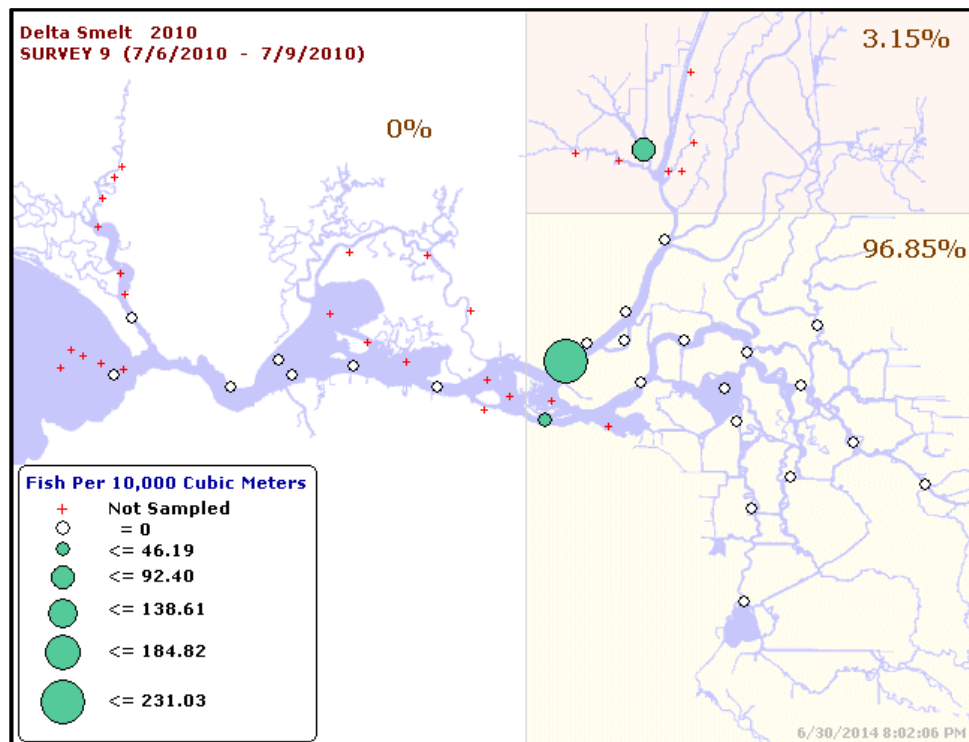 Delta Smelt 2010
SURVEY 9 (7/6/2010 - 7/9/2010)
0%
3.15%
96.85%
Fish Per 10,000 Cubic Meters
Not Sampled
= 0
<= 46.19
<= 92.40
<= 138.61
<= 184.82
<= 231.03
6/30/2014 8:02:06 PM